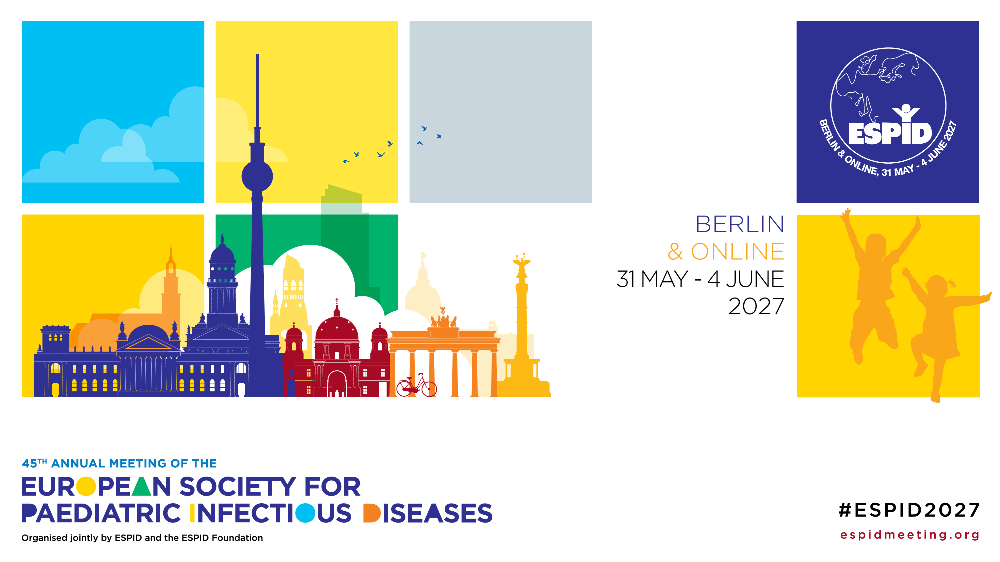 ESPID
BERLIN & ONLINE, 31 MAY - 4 JUNE 2027
BERLIN
& ONLINE
31 MAY - 4 JUNE
2027
45TH ANNUAL MEETING OF THE
EUROPEAN SOCIETY FOR
PAEDIATRIC INFECTIOUS DISEASES
Organised jointly by ESPID and the ESPID Foundation
#ESPID2027
espidmeeting.org